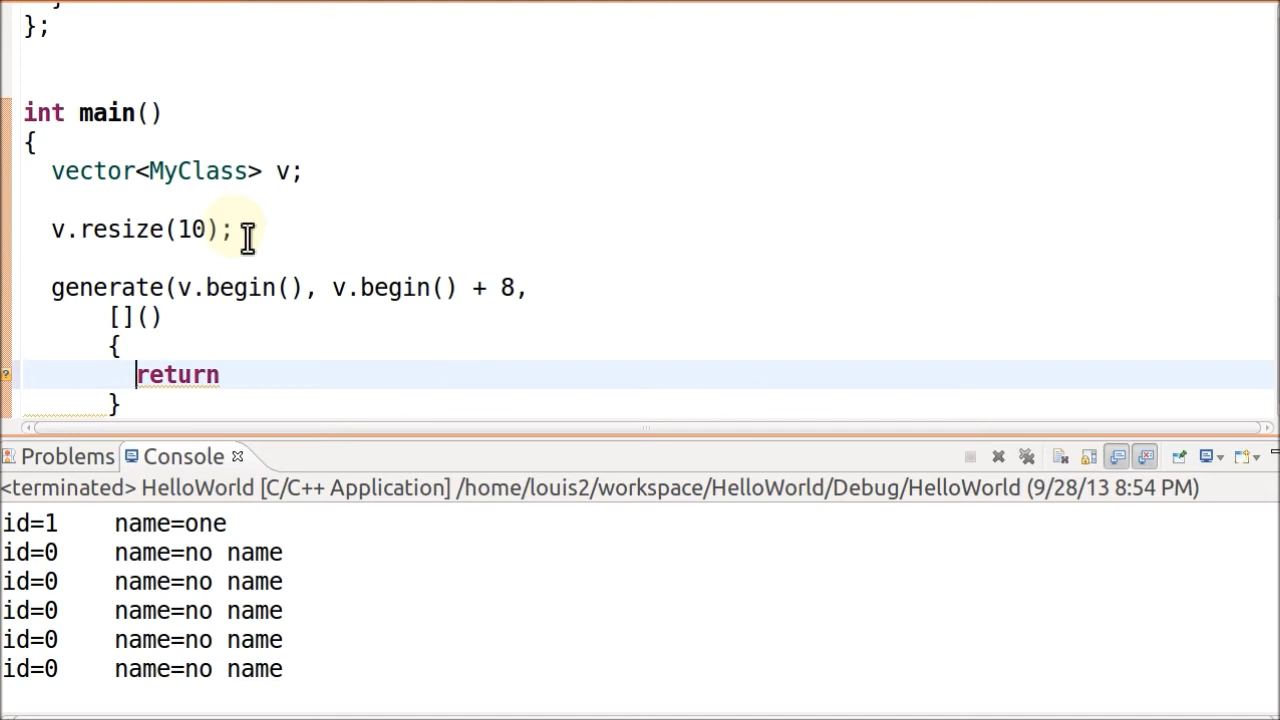 };
int main()
{
vector<MyClass> v;
v.resize(10);
generate(v.begin(), v.begin() + 8,
[]()
{
return
}
Problems Console
<terminated> HelloWorld [C/C++ Application] /home/louis2/workspace/HelloWorld/Debug/HelloWorld (9/28/13 8:54 PM)
id=1 name=one
id=0 name=no name
id=0 name=no name
id=0 name=no name
id=0 name=no name
id=0 name=no name